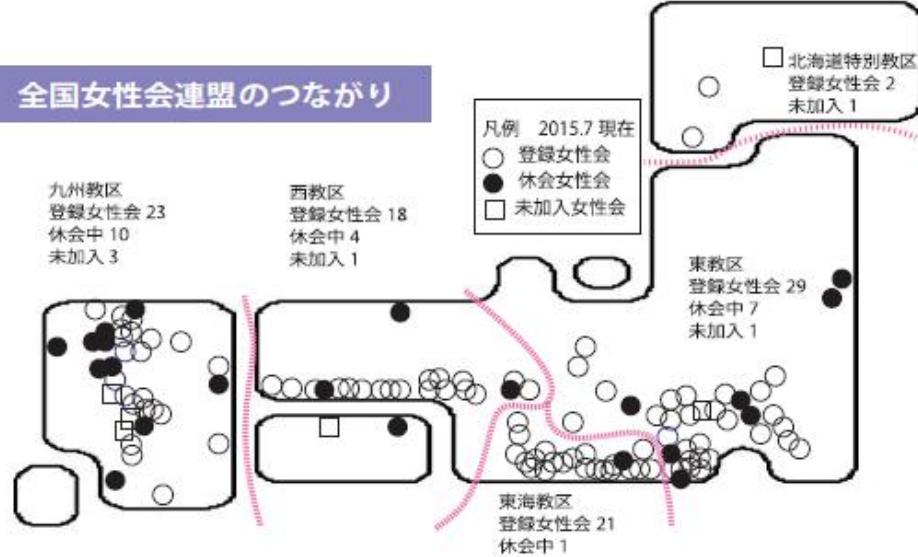 全国女性会連盟のつながり
北海道特別教区
登録女性会 2
未加入 1
凡例 2015.7 現在
登録女性会
休会女性会
未加入女性会
九州教区
登録女性会 23
休会中 10
未加入 3
西教区
登録女性会 18
休会中 4
未加入 1
東教区
登録女性会 29
休会中 7
未加入 1
東海教区
登録女性会 21
休会中 1